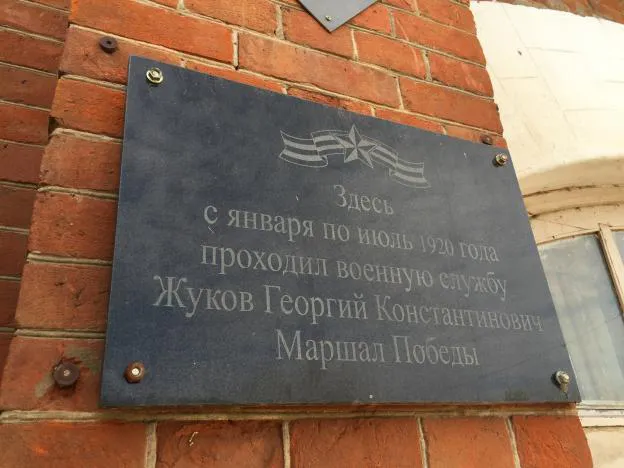 Здесь
с января по июль 1920 года
проходил военную службу
Жуков Георгий Константинович
Маршал Победы